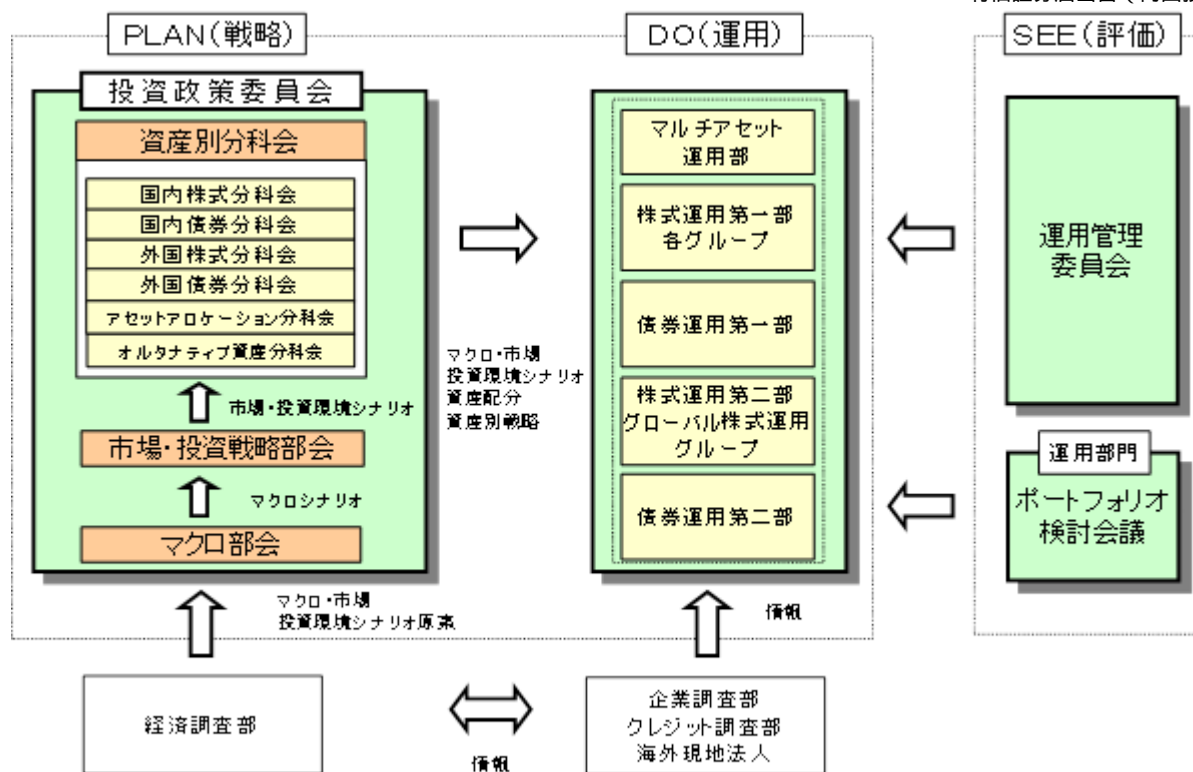 PLAN(戦略)
投資政策委員会
資産別分科会
国内株式分科会
国内債券分科会
外国株式分科会
外国債券分科会
アセットアロケーション分科会
オルタナティブ資産分科会
市場・投資環境シナリオ
市場・投資戦略部会
マクロシナリオ
マクロ部会
マクロ・市場
投資環境シナリオ原案
経済調査部
マクロ・市場
投資環境シナリオ
資産配分
資産別戦略
DO(運用)
マルチアセット
運用部
株式運用第一部
各グループ
債券運用第一部
株式運用第二部
グローバル株式運用
グループ
債券運用第二部
情報
情報
企業調査部
クレジット調査部
海外現地法人
SEE(評価)
運用管理
委員会
運用部門
ポートフォリオ
検討会議